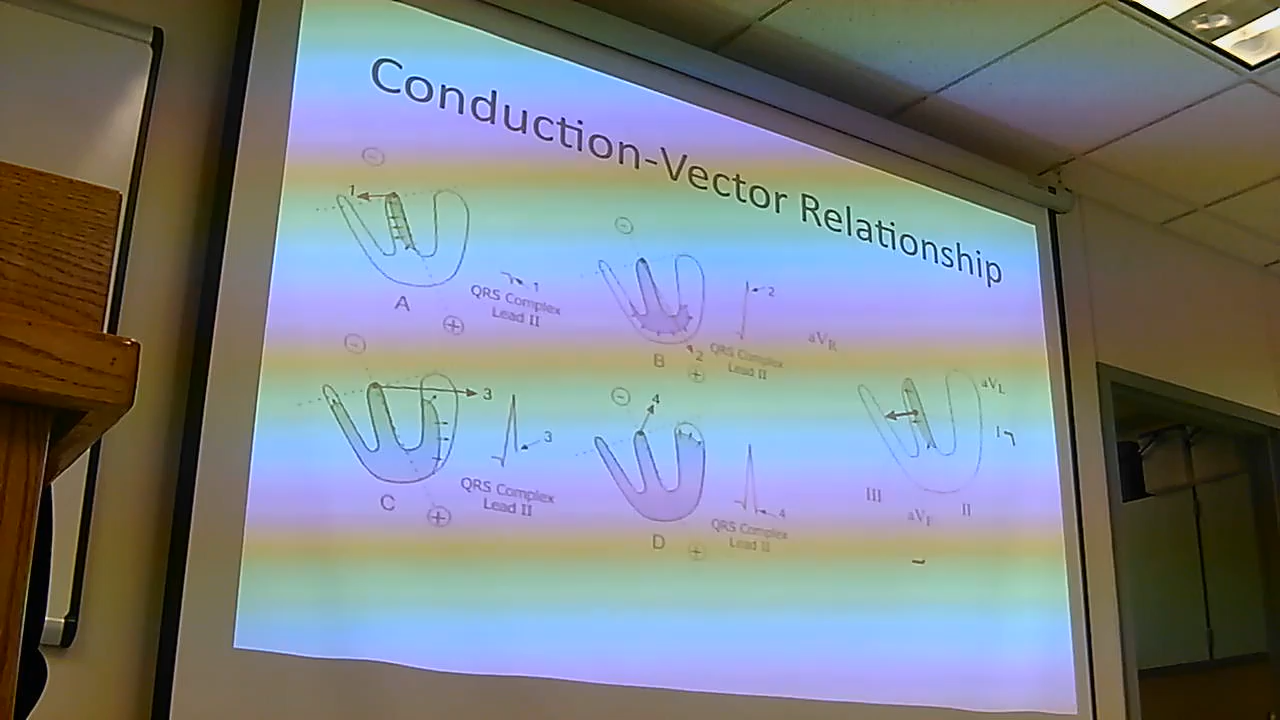 Conduction-Vector Relationship
1
1
QRS Complex
Lead II
A
2
2
QRS Complex
Lead II
B
aVR
3
3
QRS Complex
Lead II
C
4
4
QRS Complex
Lead II
D
aVL
III
II
aVF